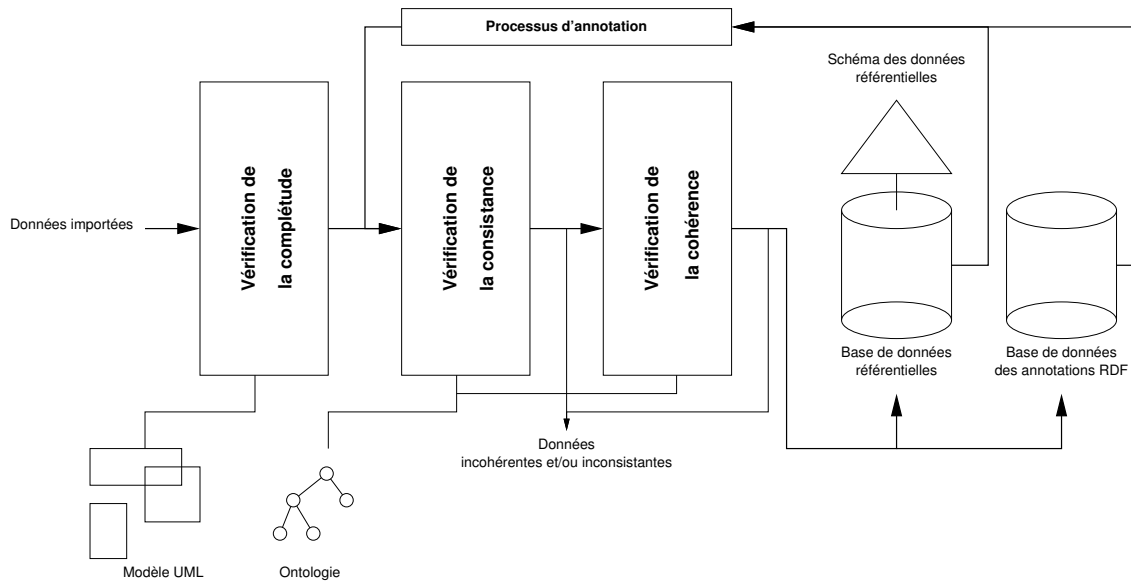 Processus d'annotation
Schéma des données
référentielles
Données importées
Vérification de
la complétude
Vérification de
la consistance
Vérification de
la cohérence
Base de données
référentielles
Base de données
des annotations RDF
Données
incohérentes et/ou inconsistantes
Modèle UML
Ontologie